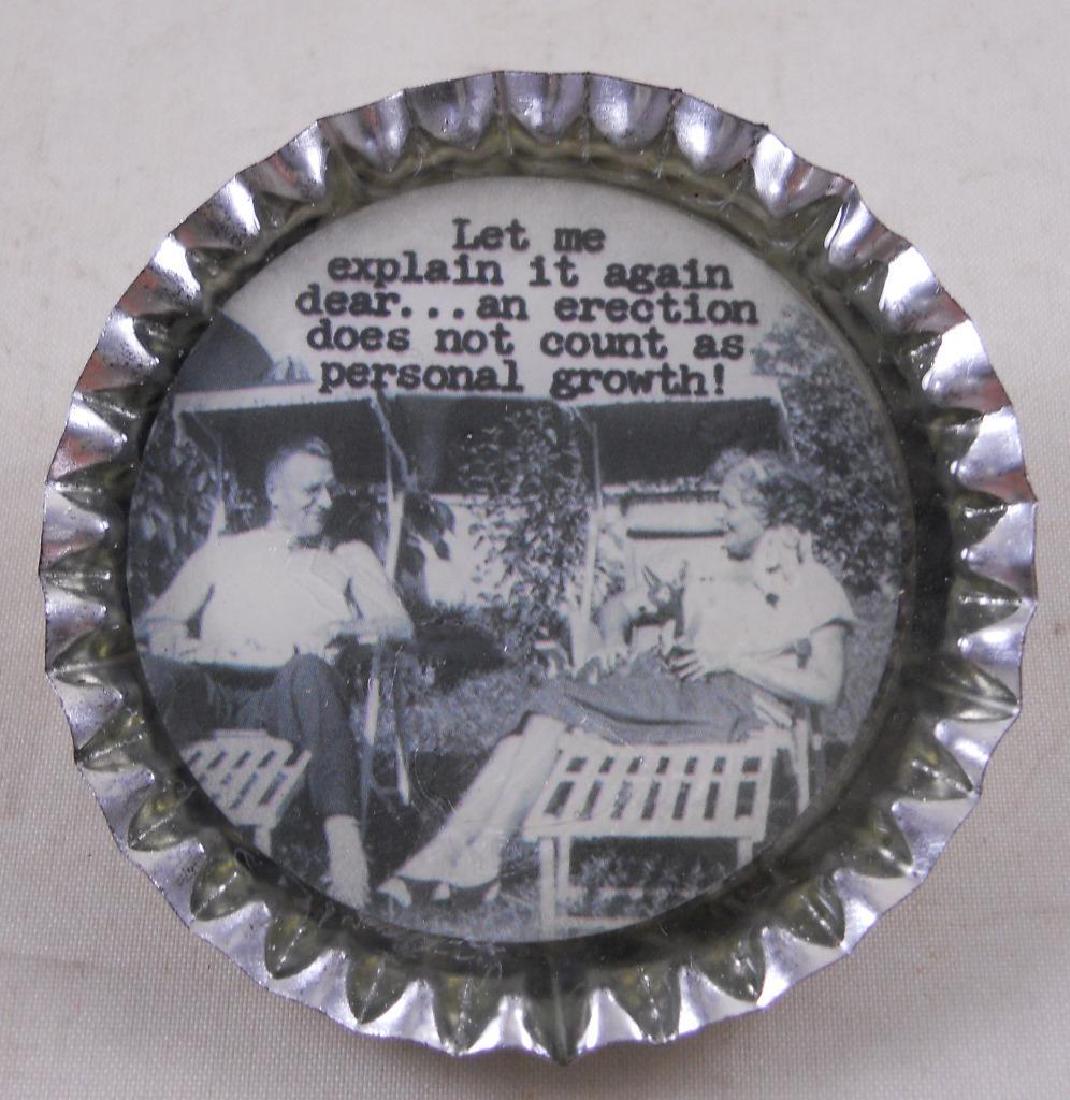 Let me
explain it again
dear...an erection
does not count as
personal growth!